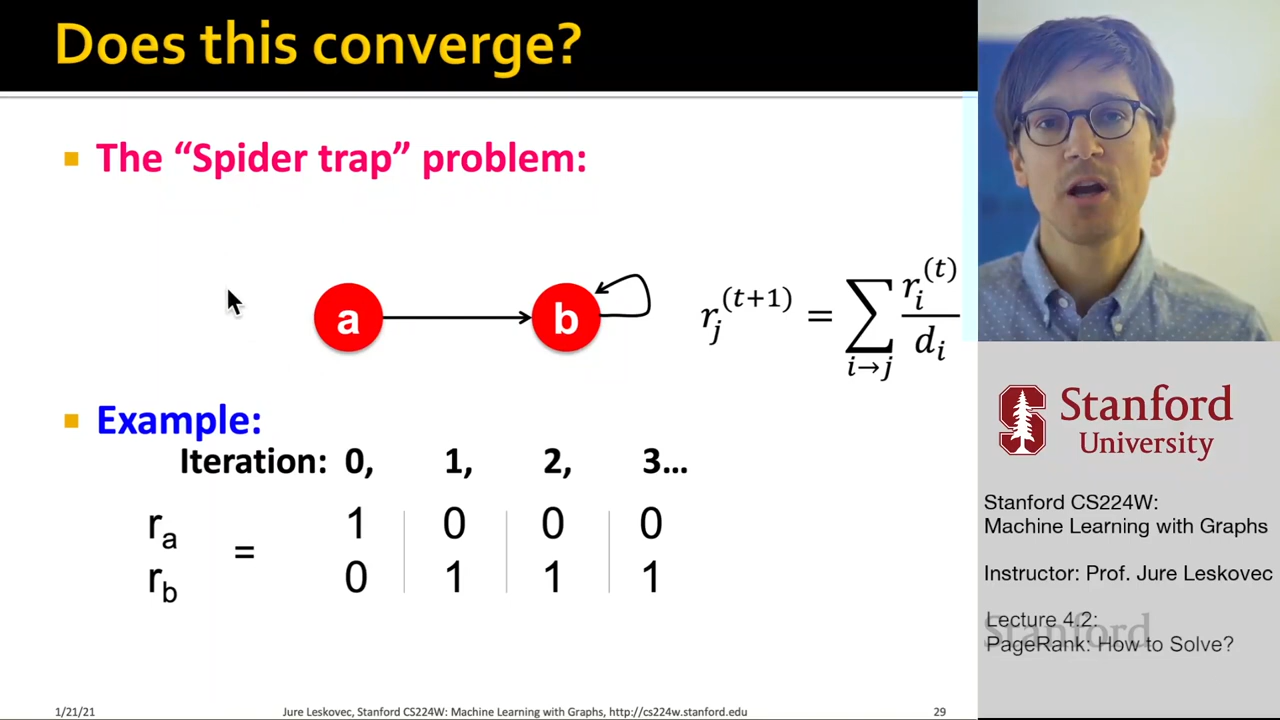 Does this converge?
The “Spider trap” problem:
a
b
r_j^(t+1) = ∑_{i→j} r_i^(t) / d_i
Example:
Iteration: 0, 1, 2, 3…
r_a = 1 0 0 0
r_b 0 1 1 1
1/21/21
Jure Leskovec, Stanford CS224W: Machine Learning with Graphs, http://cs224w.stanford.edu
29
Stanford
University
Stanford CS224W:
Machine Learning with Graphs
Instructor: Prof. Jure Leskovec
Lecture 4.2:
Stanford
PageRank: How to Solve?